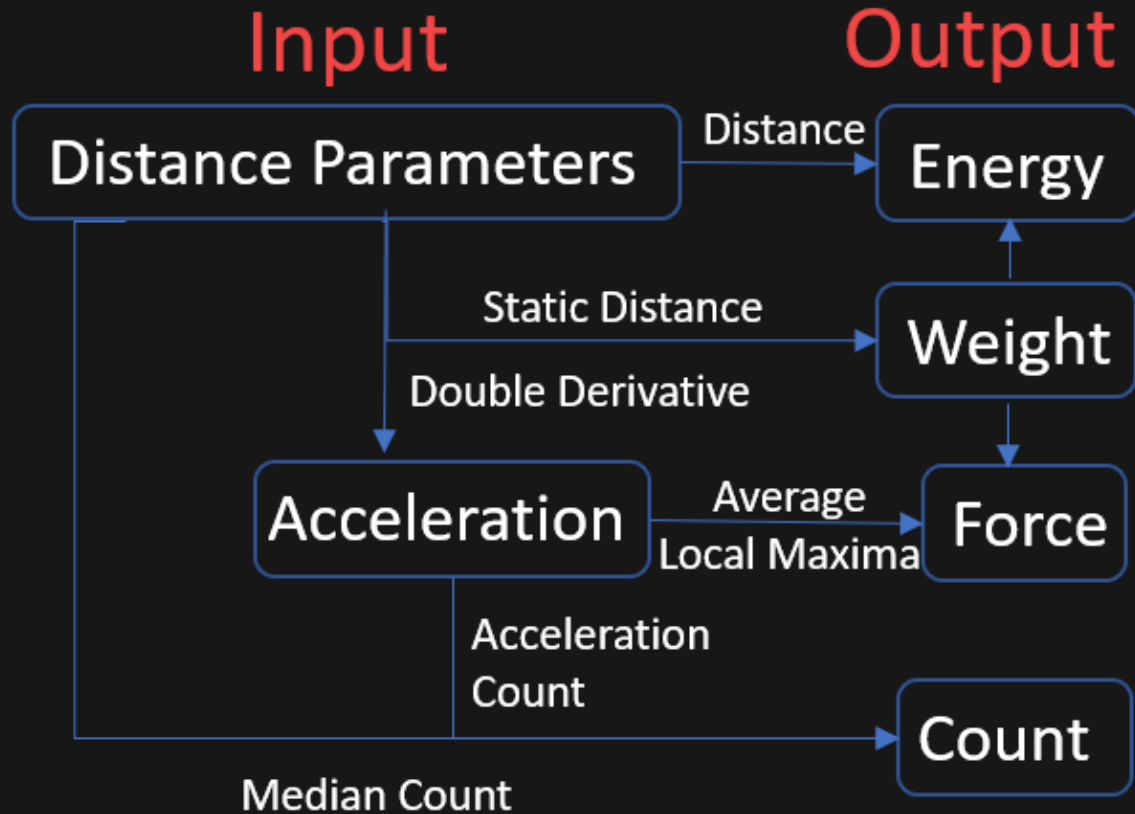 Input
Output
Distance Parameters
Distance
Energy
Static Distance
Weight
Double Derivative
Acceleration
Average
Local Maxima
Force
Acceleration
Count
Count
Median Count